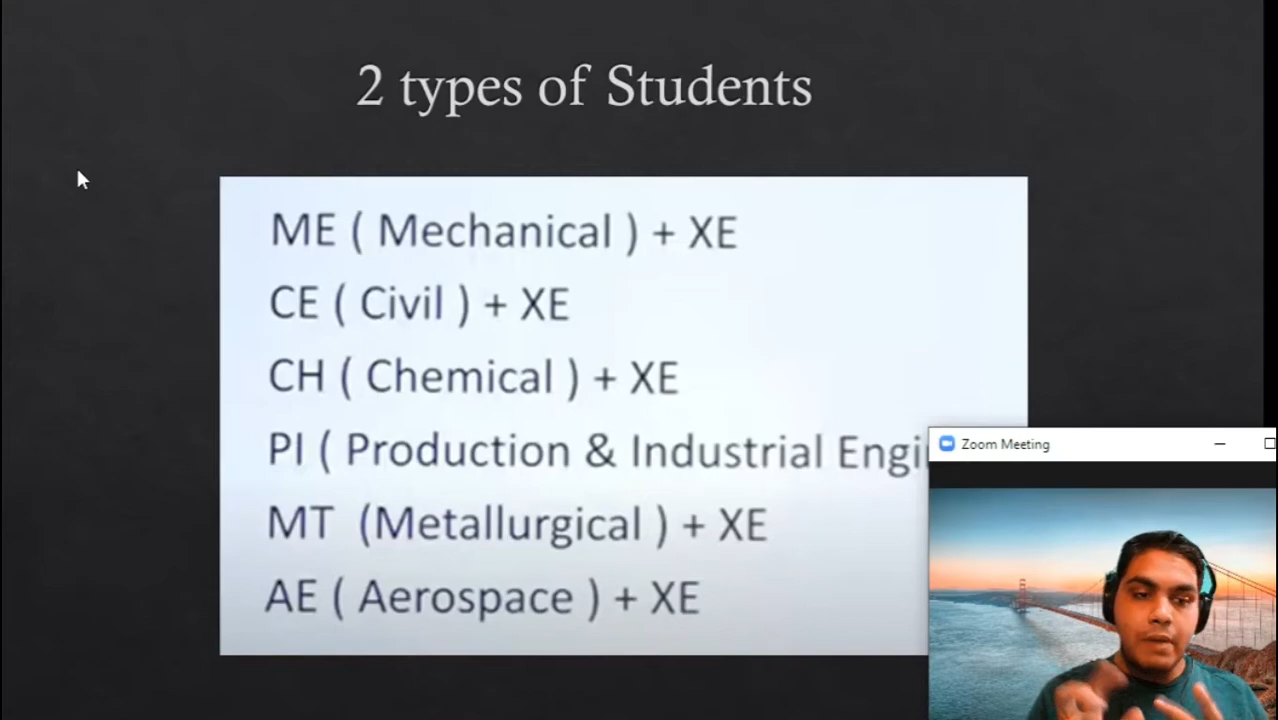 2 types of Students
ME ( Mechanical ) + XE
CE ( Civil ) + XE
CH ( Chemical ) + XE
PI ( Production & Industrial
MT (Metallurgical ) + XE
AE ( Aerospace ) + XE
Zoom Meeting